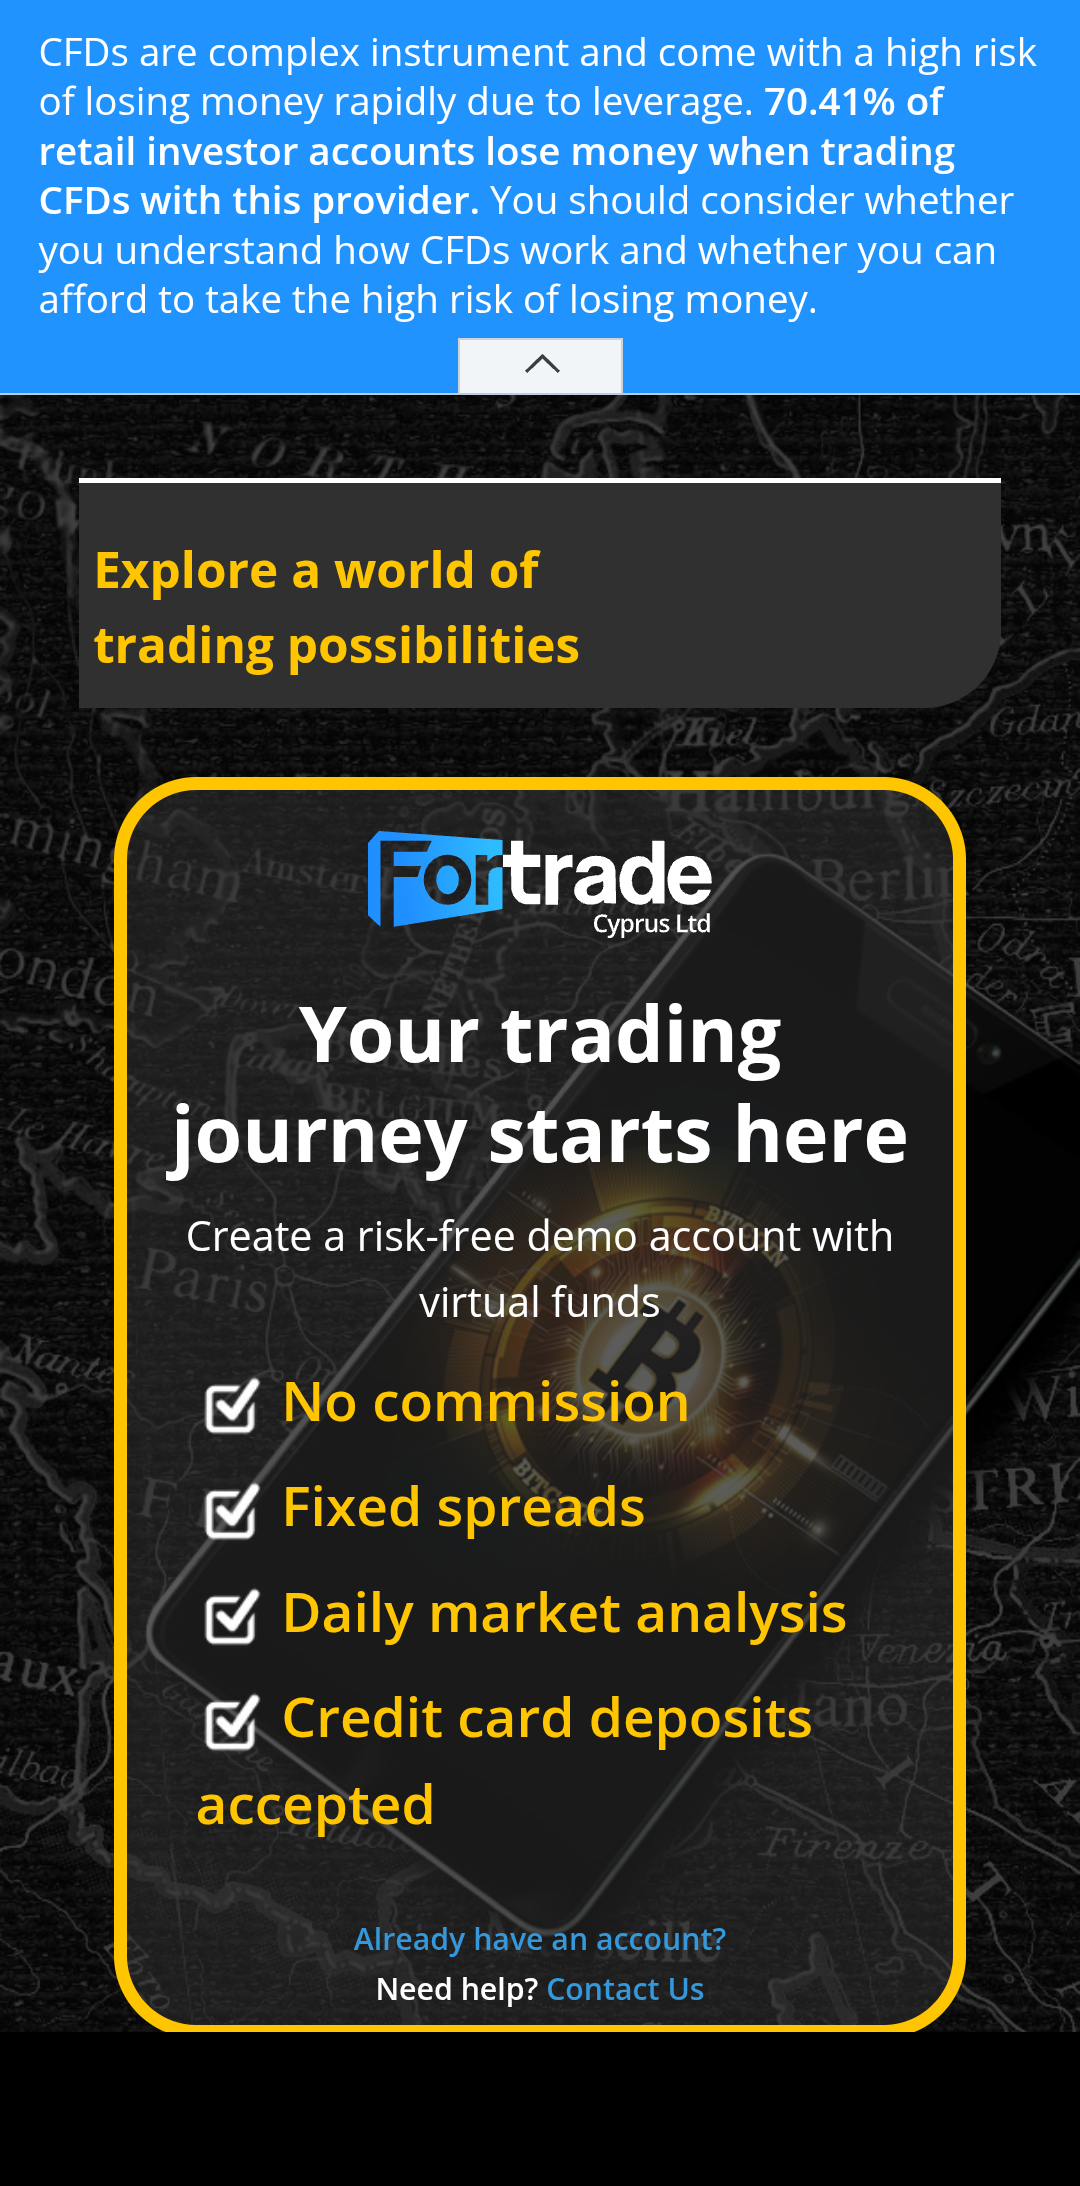 CFDs are complex instrument and come with a high risk
of losing money rapidly due to leverage. 70.41% of
retail investor accounts lose money when trading
CFDs with this provider. You should consider whether
you understand how CFDs work and whether you can
afford to take the high risk of losing money.
Explore a world of
trading possibilities
Fortrade
Cyprus Ltd
Your trading
journey starts here
Create a risk-free demo account with
virtual funds
No commission
Fixed spreads
Daily market analysis
Credit card deposits
accepted
Already have an account?
Need help? Contact Us